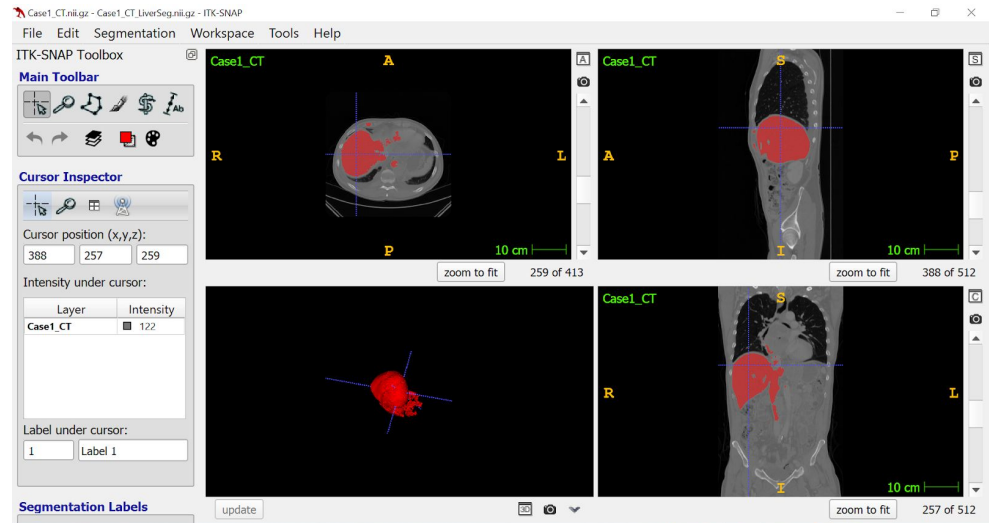 Case1_CT.nii.gz - Case1_CT_LiverSeg.nii.gz - ITK-SNAP
File Edit Segmentation Workspace Tools Help
ITK-SNAP Toolbox
Main Toolbar
Ab
Cursor Inspector
Cursor position (x,y,z):
388 257 259
Intensity under cursor:
Layer Intensity
Case1_CT 122
Label under cursor:
1 Label 1
Segmentation Labels
Case1_CT
A
R
L
P
10 cm
A
zoom to fit 259 of 413
Case1_CT
S
A
P
I
10 cm
S
zoom to fit 388 of 512
update
3D
Case1_CT
S
R
L
I
10 cm
C
zoom to fit 257 of 512